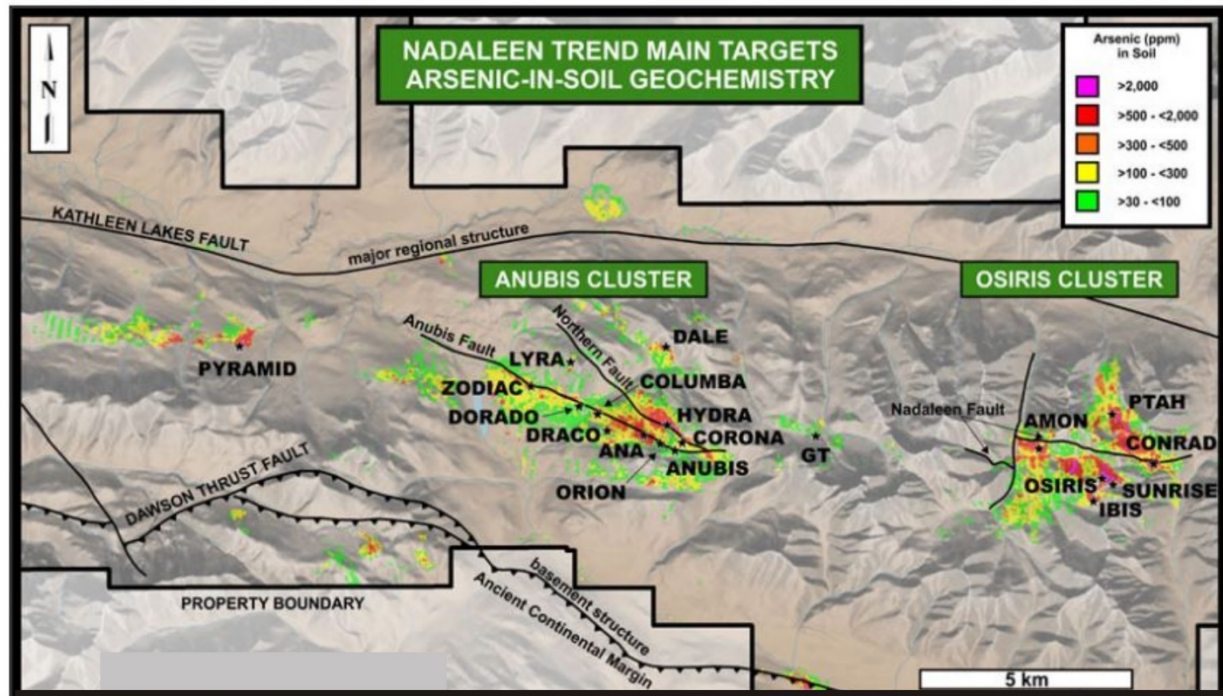 N
NADALEEN TREND MAIN TARGETS
ARSENIC-IN-SOIL GEOCHEMISTRY
Arsenic (ppm)
in Soil
>2,000
>500 - <2,000
>300 - <500
>100 - <300
>30 - <100
KATHLEEN LAKES FAULT
major regional structure
ANUBIS CLUSTER
OSIRIS CLUSTER
PYRAMID
Anubis Fault
Northern Fault
LYRA
DALE
ZODIAC
COLUMBA
DORADO
HYDRA
DRACO
CORONA
ANA
ANUBIS
ORION
GT
Nadaleen Fault
AMON
PTAH
CONRAD
OSIRIS
SUNRISE
IBIS
DAWSON THRUST FAULT
PROPERTY BOUNDARY
basement structure
Ancient Continental Margin
5 km